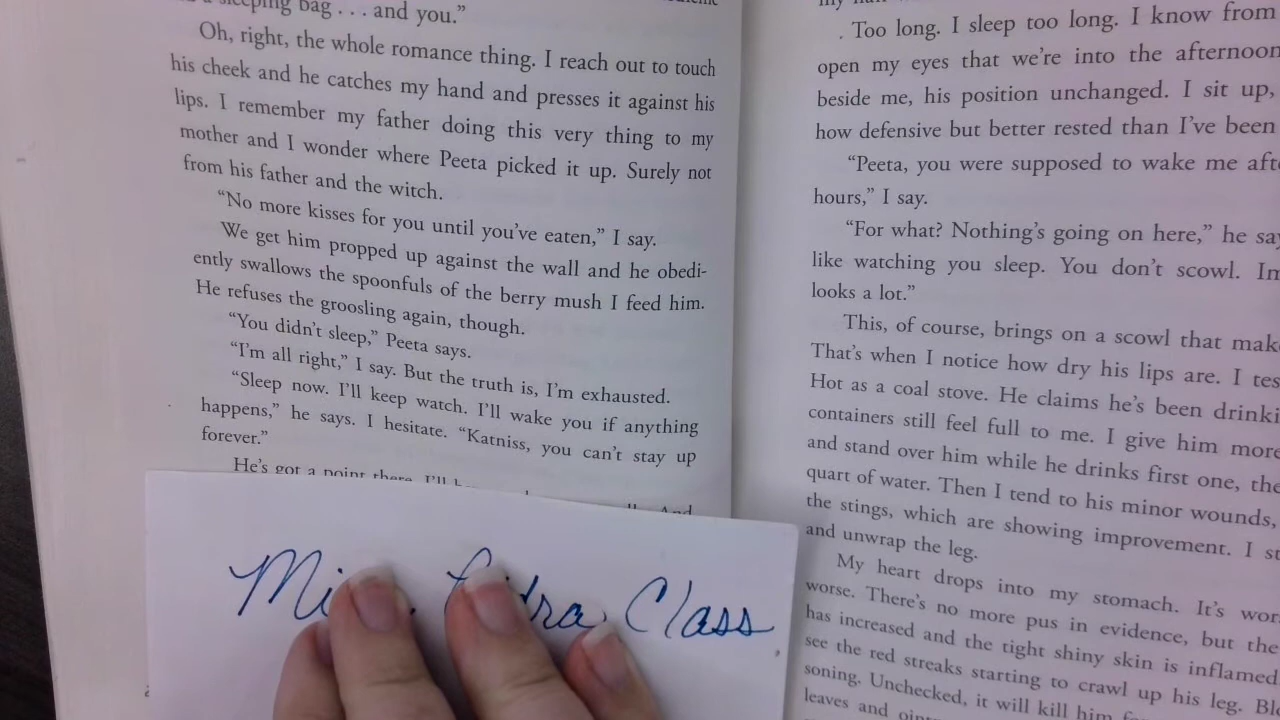 sleeping bag . . . and you.”
Oh, right, the whole romance thing. I reach out to touch
his cheek and he catches my hand and presses it against his
lips. I remember my father doing this very thing to my
mother and I wonder where Peeta picked it up. Surely not
from his father and the witch.
“No more kisses for you until you’ve eaten,” I say.
We get him propped up against the wall and he obedi-
ently swallows the spoonfuls of the berry mush I feed him.
He refuses the groosling again, though.
“You didn’t sleep,” Peeta says.
“I’m all right,” I say. But the truth is, I’m exhausted.
“Sleep now. I’ll keep watch. I’ll wake you if anything
happens,” he says. I hesitate. “Katniss, you can’t stay up
forever.”
He’s got a point there. I’ll
And
Class
Too long. I sleep too long. I know from
open my eyes that we’re into the afternoon
beside me, his position unchanged. I sit up,
how defensive but better rested than I’ve been
“Peeta, you were supposed to wake me
hours,” I say.
“For what? Nothing’s going on here,” he
like watching you sleep. You don’t scowl.
looks a lot.”
This, of course, brings on a scowl that
That’s when I notice how dry his lips are. I
Hot as a coal stove. He claims he’s been
containers still feel full to me. I give him more
and stand over him while he drinks first one,
quart of water. Then I tend to his minor wounds,
the stings, which are showing improvement. I
and unwrap the leg.
My heart drops into my stomach. It’s
worse. There’s no more pus in evidence, but the
has increased and the tight shiny skin is inflamed
see the red streaks starting to crawl up his leg.
soning. Unchecked, it will kill him
leaves and